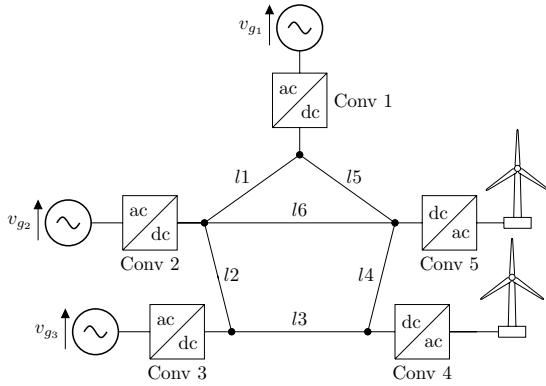 v_{g_1}
ac
dc
Conv 1
l1
l5
l6
v_{g_2}
ac
dc
Conv 2
dc
ac
Conv 5
l2
l4
v_{g_3}
ac
dc
Conv 3
l3
dc
ac
Conv 4